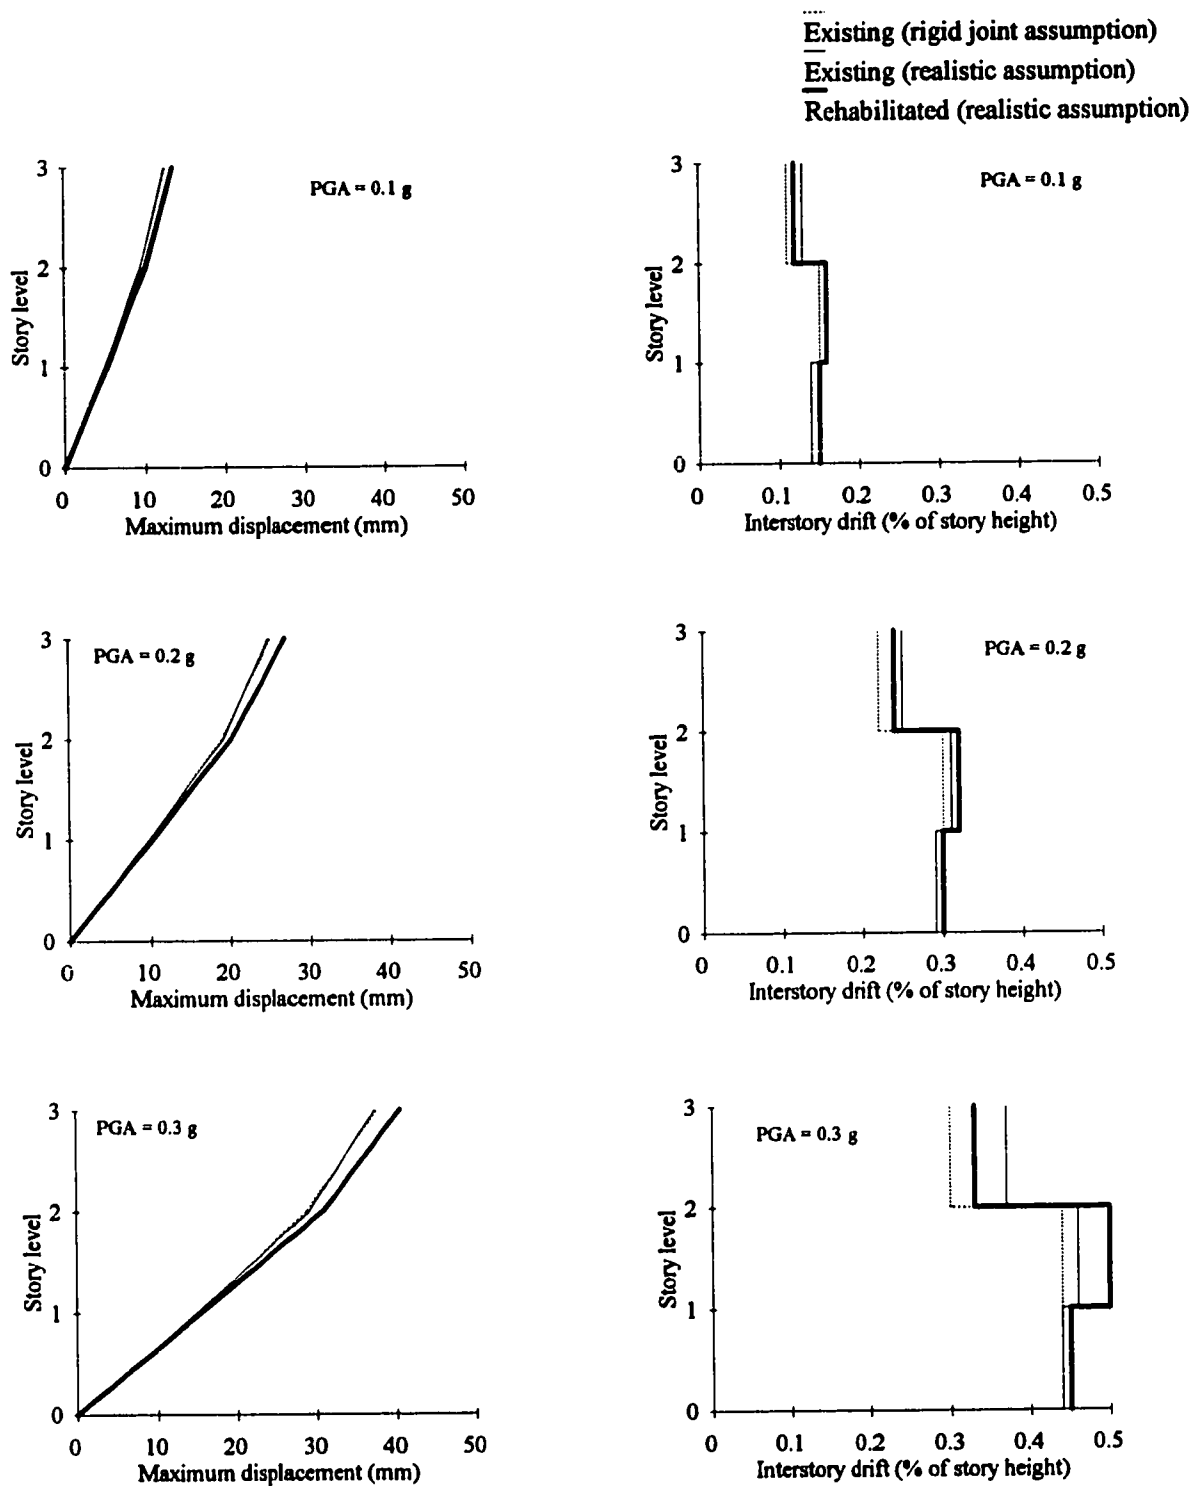 Existing (rigid joint assumption)
Existing (realistic assumption)
Rehabilitated (realistic assumption)
3
2
1
0
Story level
PGA = 0.1 g
0 10 20 30 40 50
Maximum displacement (mm)
3
2
1
0
Story level
PGA = 0.1 g
0 0.1 0.2 0.3 0.4 0.5
Interstory drift (% of story height)
3
2
1
0
Story level
PGA = 0.2 g
0 10 20 30 40 50
Maximum displacement (mm)
3
2
1
0
Story level
PGA = 0.2 g
0 0.1 0.2 0.3 0.4 0.5
Interstory drift (% of story height)
3
2
1
0
Story level
PGA = 0.3 g
0 10 20 30 40 50
Maximum displacement (mm)
3
2
1
0
Story level
PGA = 0.3 g
0 0.1 0.2 0.3 0.4 0.5
Interstory drift (% of story height)